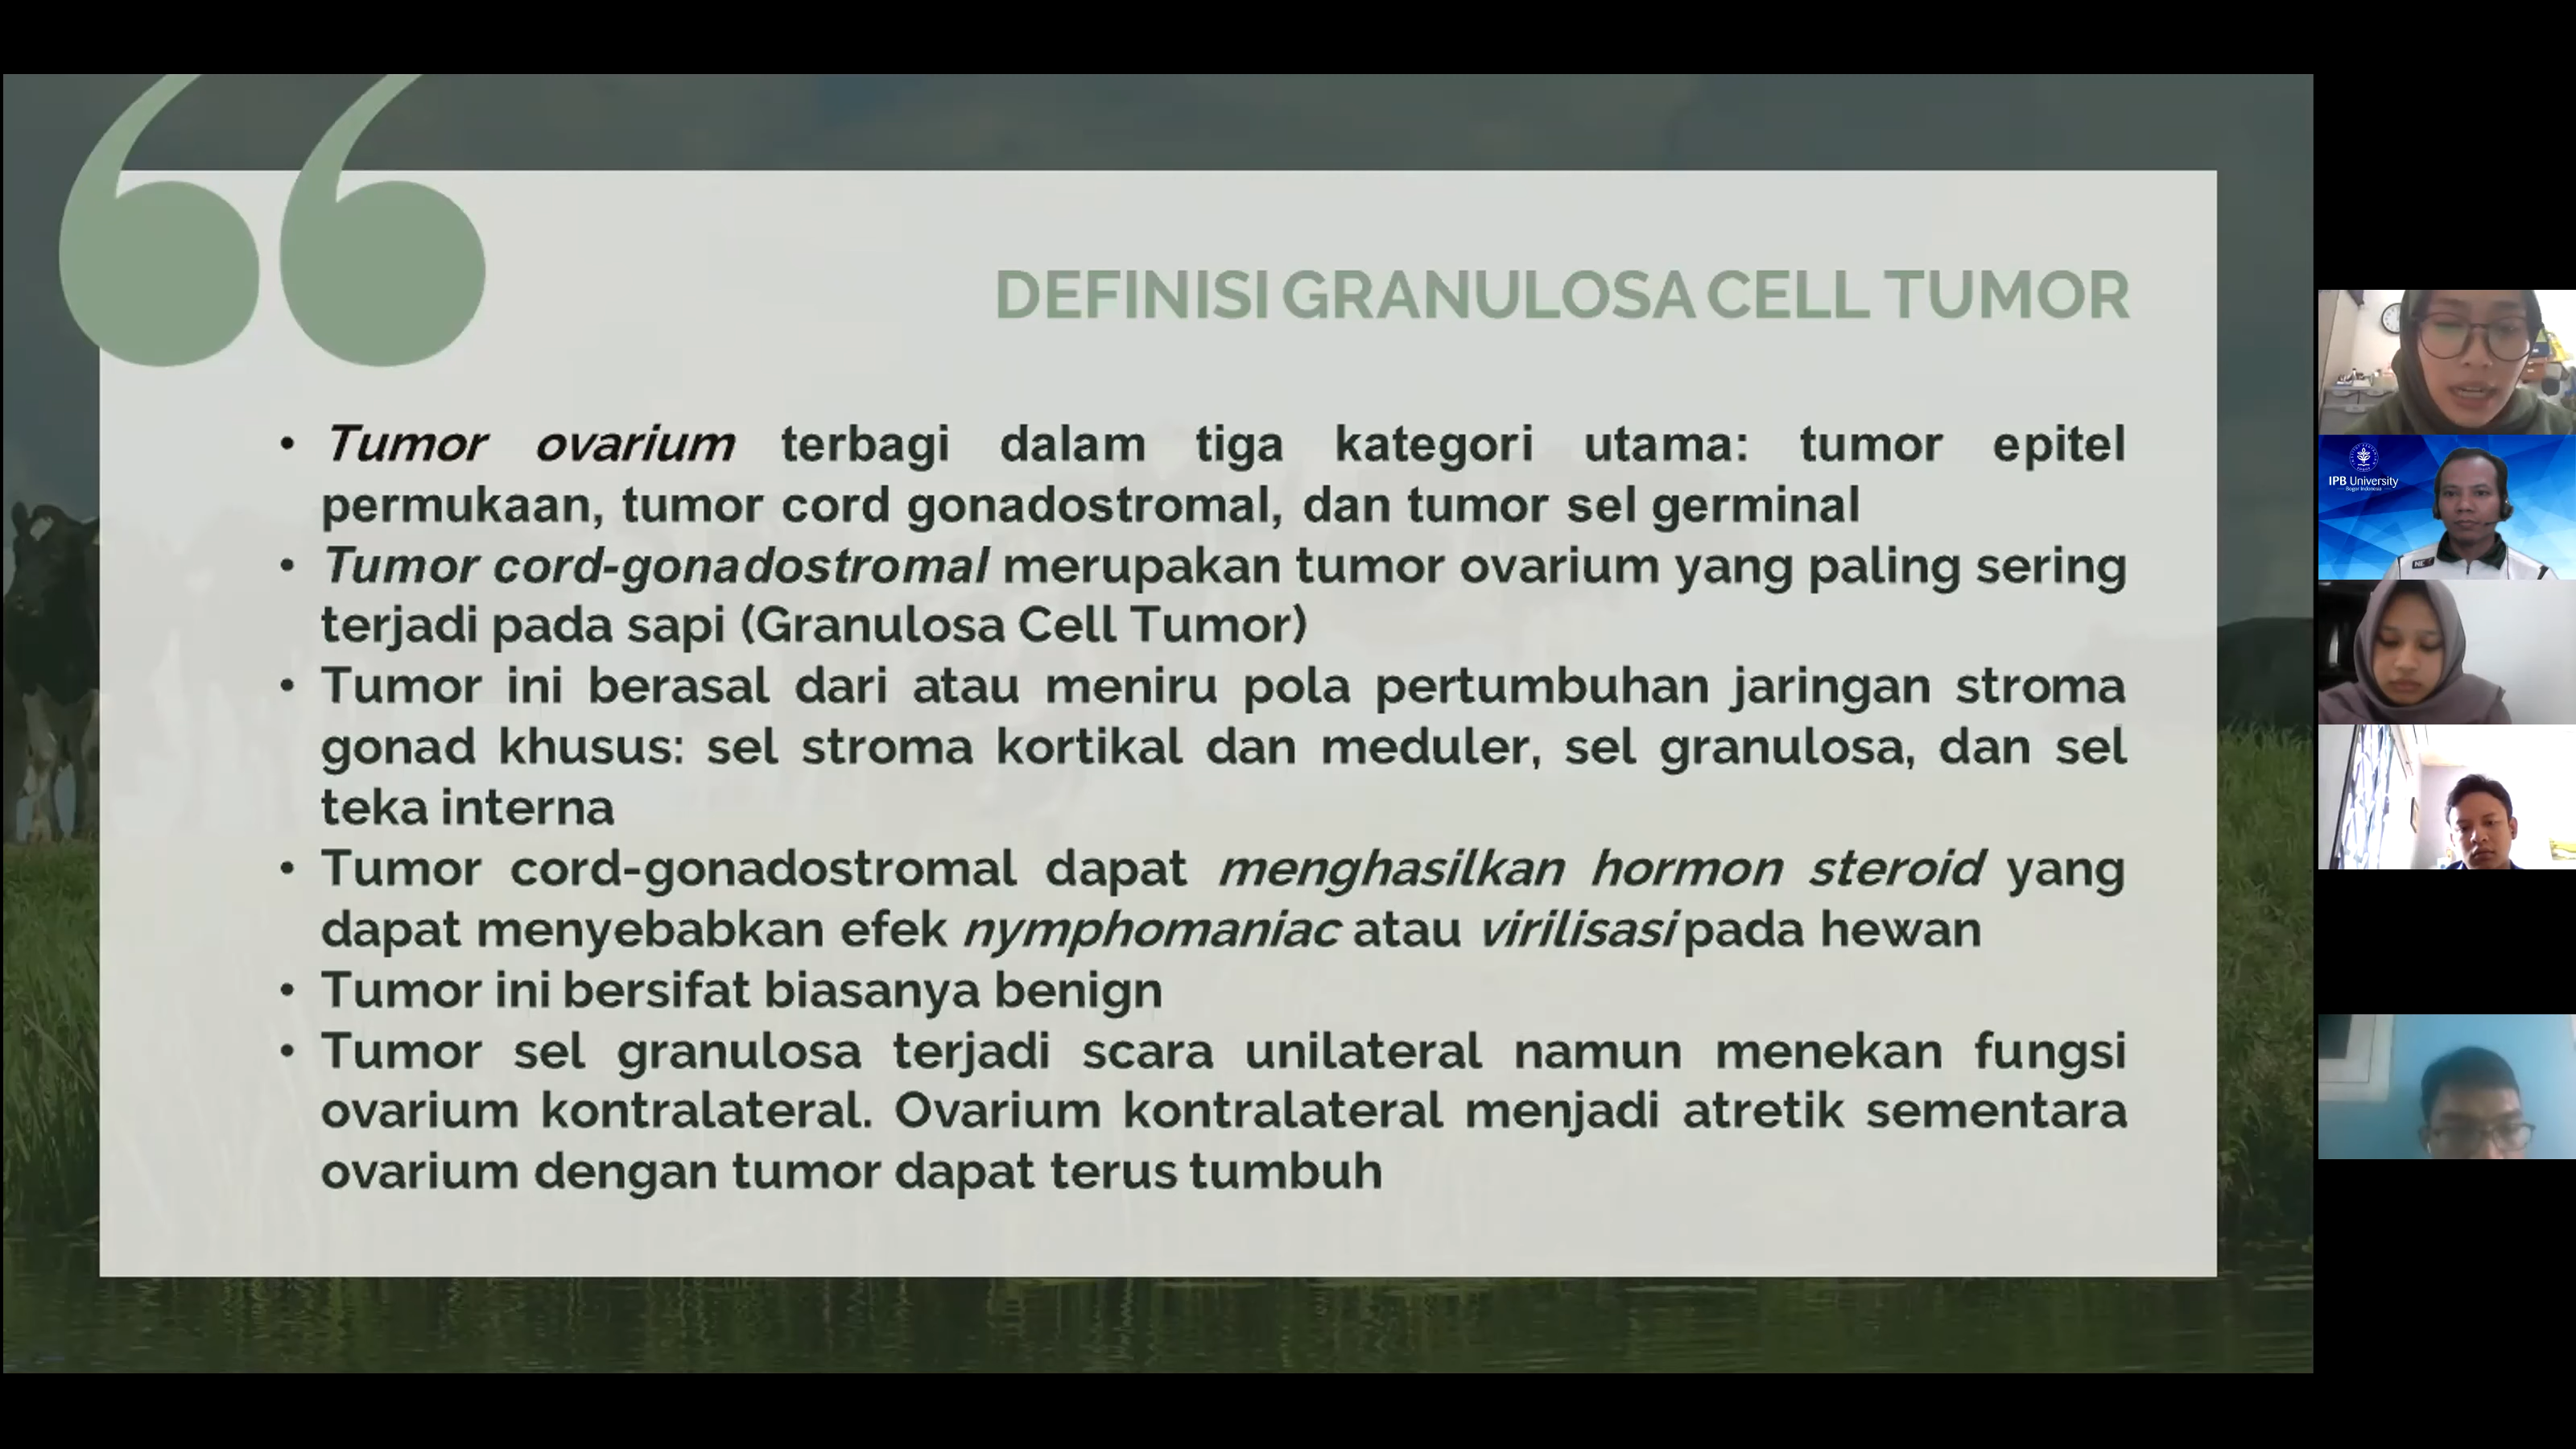 DEFINISI GRANULOSA CELL TUMOR
• Tumor ovarium terbagi dalam tiga kategori utama: tumor epitel
permukaan, tumor cord gonadostromal, dan tumor sel germinal
• Tumor cord-gonadostromal merupakan tumor ovarium yang paling sering
terjadi pada sapi (Granulosa Cell Tumor)
• Tumor ini berasal dari atau meniru pola pertumbuhan jaringan stroma
gonad khusus: sel stroma kortikal dan meduler, sel granulosa, dan sel
teka interna
• Tumor cord-gonadostromal dapat menghasilkan hormon steroid yang
dapat menyebabkan efek nymphomaniac atau virilisasi pada hewan
• Tumor ini bersifat biasanya benign
• Tumor sel granulosa terjadi scara unilateral namun menekan fungsi
ovarium kontralateral. Ovarium kontralateral menjadi atretik sementara
ovarium dengan tumor dapat terus tumbuh
IPB University
Bogor Indonesia